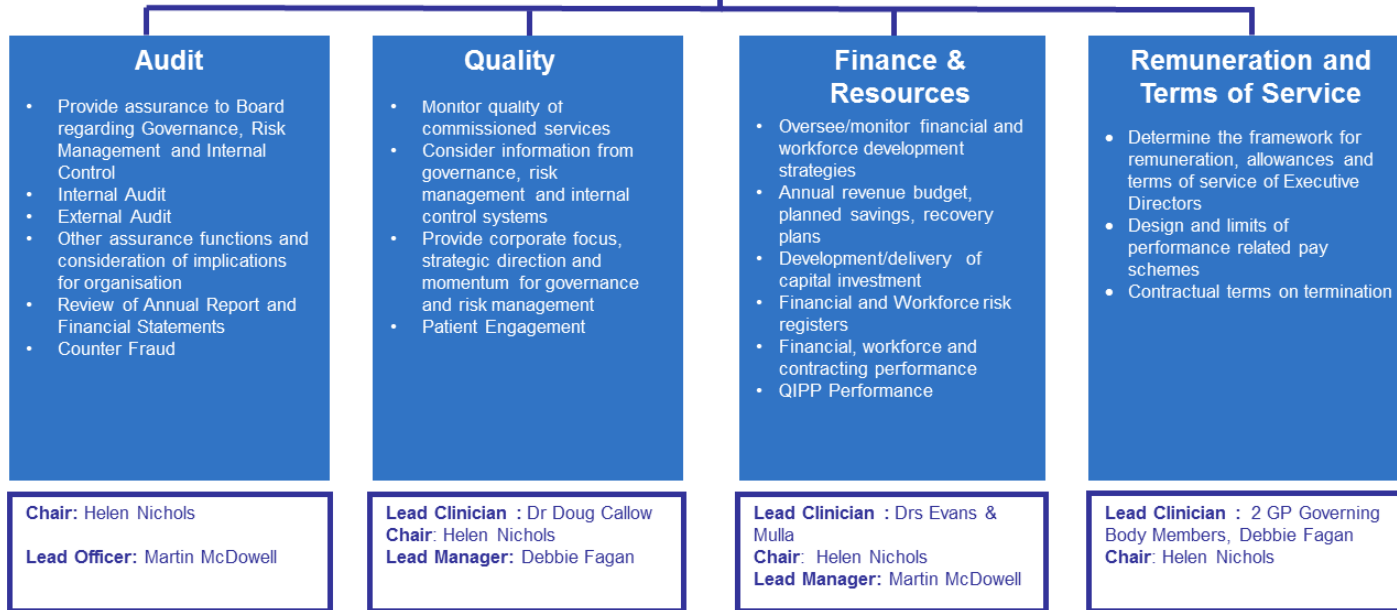 Audit
• Provide assurance to Board
regarding Governance, Risk
Management and Internal
Control
• Internal Audit
• External Audit
• Other assurance functions and
consideration of implications
for organisation
• Review of Annual Report and
Financial Statements
• Counter Fraud
Chair: Helen Nichols
Lead Officer: Martin McDowell
Quality
• Monitor quality of
commissioned services
• Consider information from
governance, risk
management and internal
control systems
• Provide corporate focus,
strategic direction and
momentum for governance
and risk management
• Patient Engagement
Lead Clinician : Dr Doug Callow
Chair: Helen Nichols
Lead Manager: Debbie Fagan
Finance &
Resources
• Oversee/monitor financial and
workforce development
strategies
• Annual revenue budget,
planned savings, recovery
plans
• Development/delivery of
capital investment
• Financial and Workforce risk
registers
• Financial, workforce and
contracting performance
• QIPP Performance
Lead Clinician : Drs Evans &
Mulla
Chair: Helen Nichols
Lead Manager: Martin McDowell
Remuneration and
Terms of Service
• Determine the framework for
remuneration, allowances and
terms of service of Executive
Directors
• Design and limits of
performance related pay
schemes
• Contractual terms on termination
Lead Clinician : 2 GP Governing
Body Members, Debbie Fagan
Chair: Helen Nichols